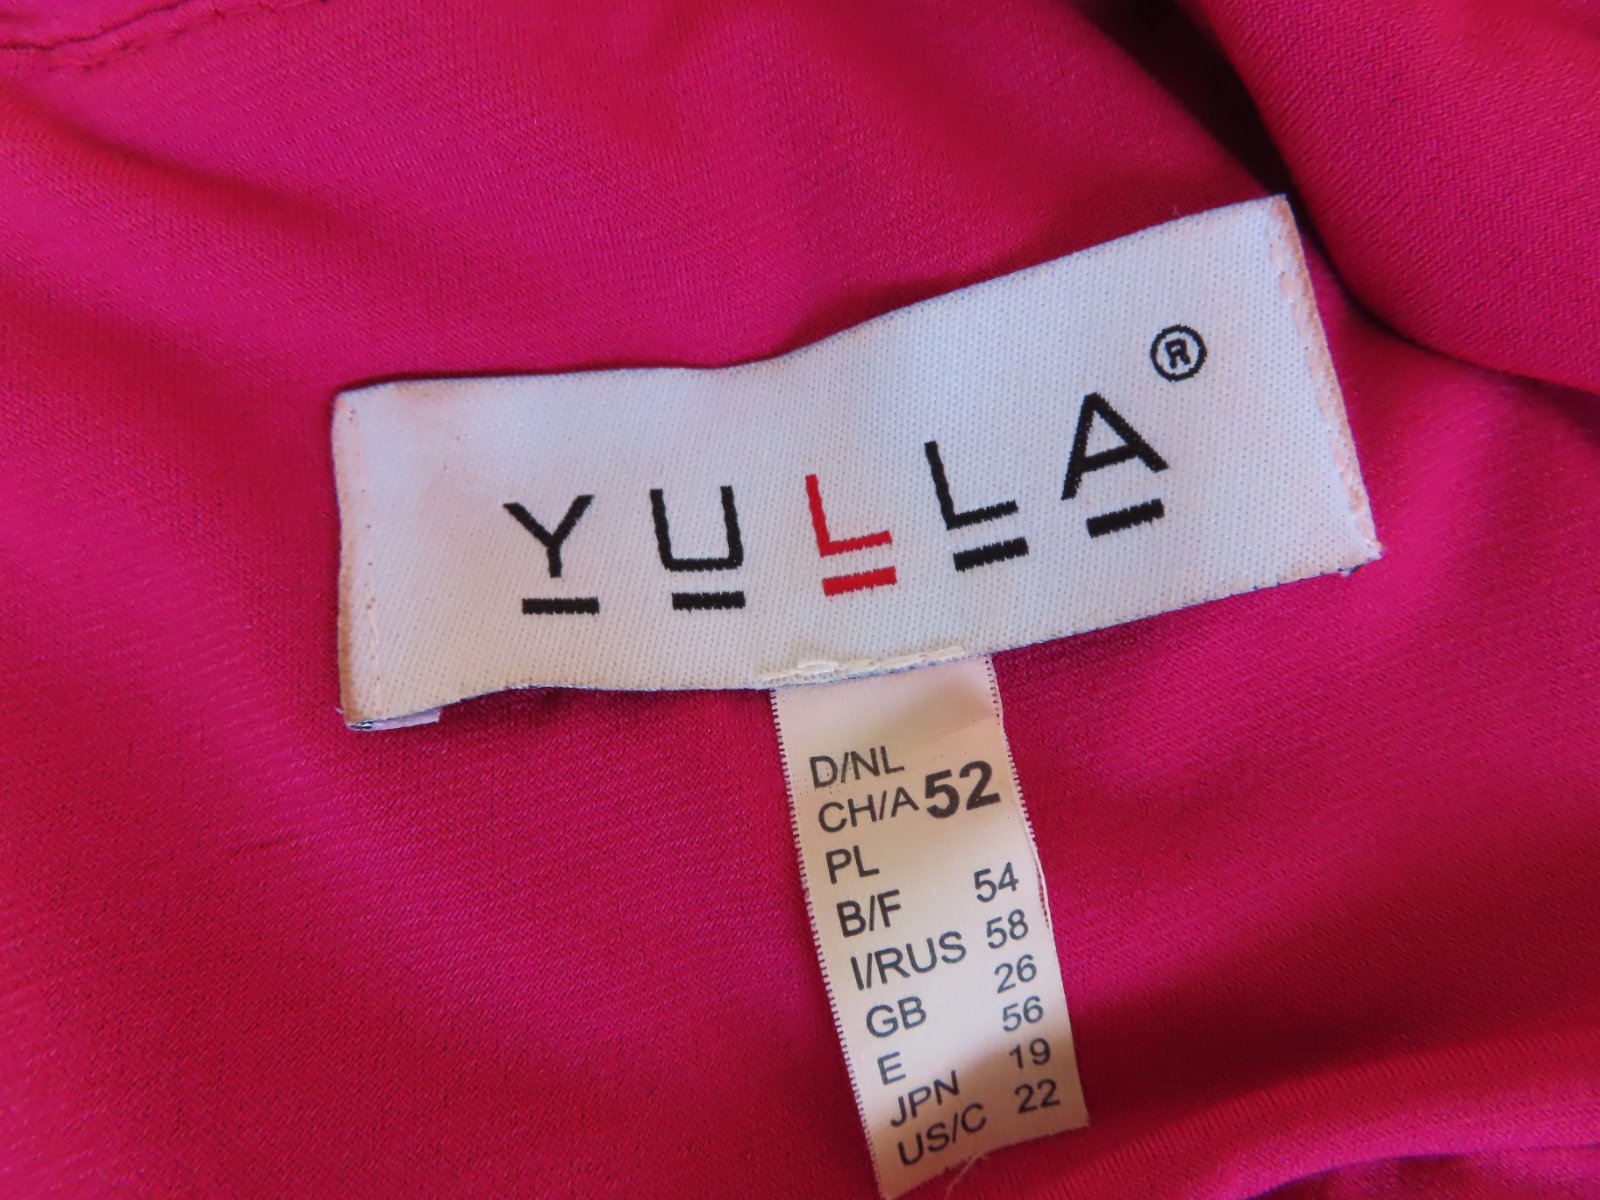 YULLA ®
D/NL
CH/A 52
PL
B/F 54
I/RUS 58
GB 26
E 56
JPN 19
US/C 22